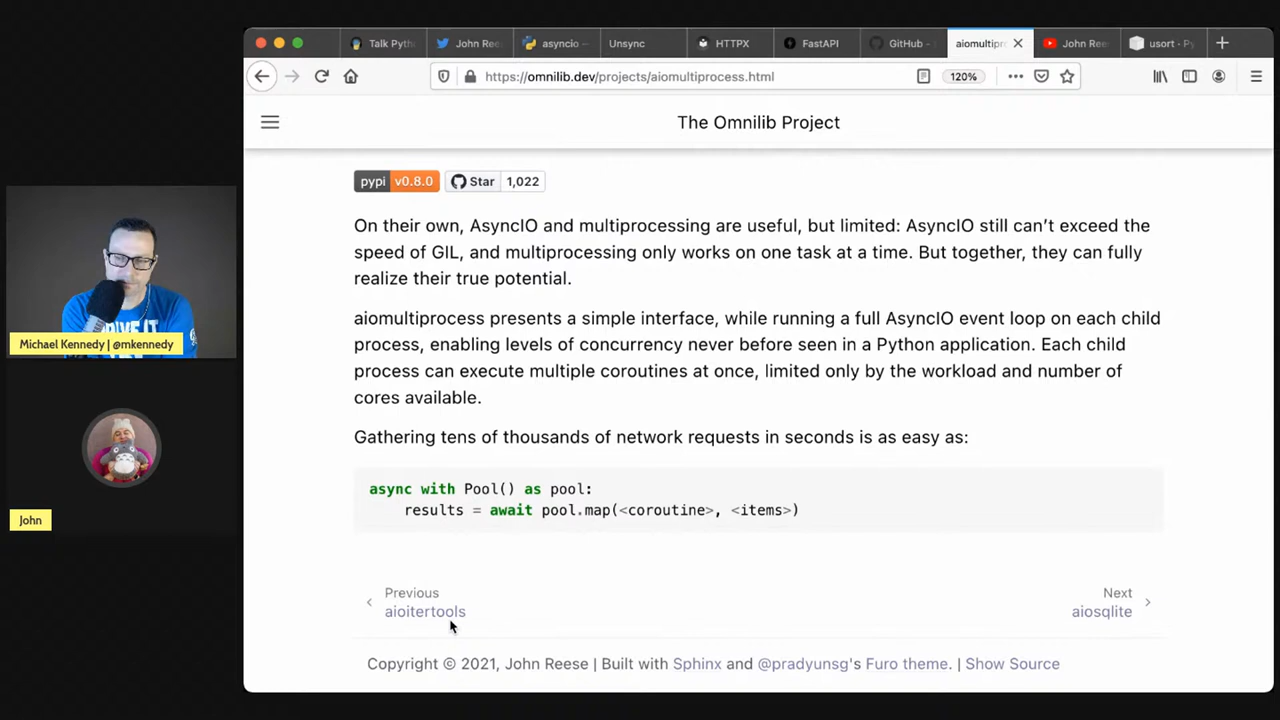 Talk Pyth
John Ree
asyncio —
Unsync
HTTPX
FastAPI
GitHub -
aiomultipr
John Ree
usort · Py
https://omnilib.dev/projects/aiomultiprocess.html
120%
The Omnilib Project
pypi v0.8.0 Star 1,022
On their own, AsyncIO and multiprocessing are useful, but limited: AsyncIO still can’t exceed the
speed of GIL, and multiprocessing only works on one task at a time. But together, they can fully
realize their true potential.
aiomultiprocess presents a simple interface, while running a full AsyncIO event loop on each child
process, enabling levels of concurrency never before seen in a Python application. Each child
process can execute multiple coroutines at once, limited only by the workload and number of
cores available.
Gathering tens of thousands of network requests in seconds is as easy as:
async with Pool() as pool:
results = await pool.map(<coroutine>, <items>)
Previous
aioitertools
Next
aiosqlite
Copyright © 2021, John Reese | Built with Sphinx and @pradyunsg's Furo theme. | Show Source
Michael Kennedy | @mkennedy
John